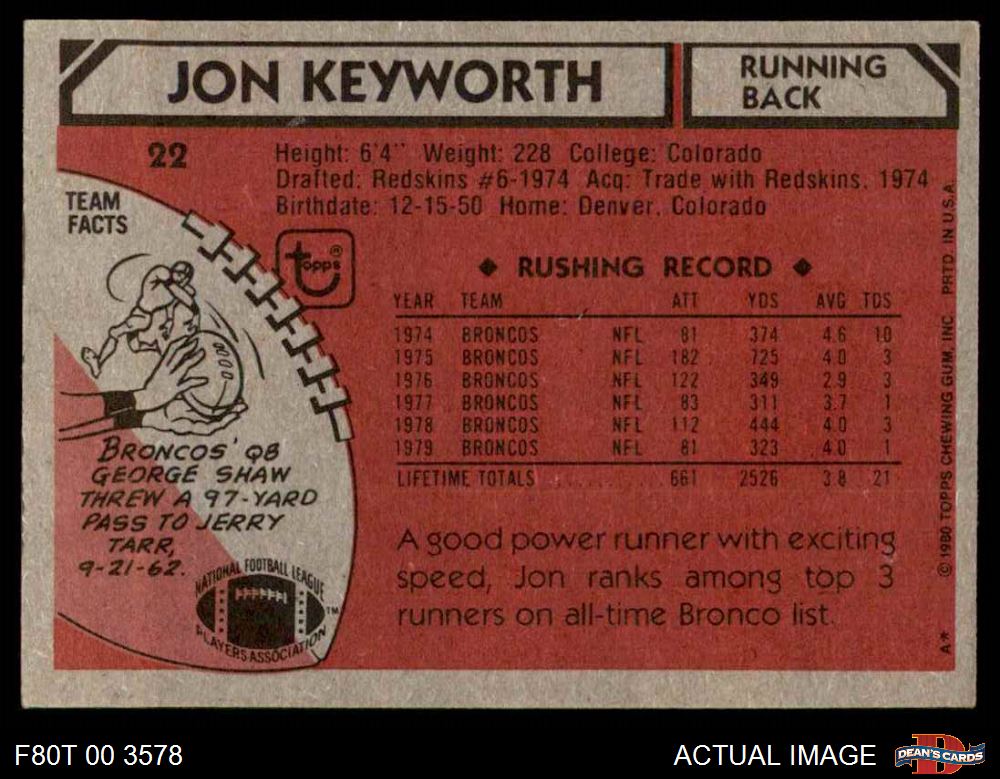 JON KEYWORTH
RUNNING
BACK
22
Height: 6'4" Weight: 228 College: Colorado
Drafted: Redskins #6-1974 Acq: Trade with Redskins, 1974
Birthdate: 12-15-50 Home: Denver, Colorado
TEAM
FACTS
topps®
BRONCOS' QB
GEORGE SHAW
THREW A 97-YARD
PASS TO JERRY
TARR,
9-21-62.
NATIONAL FOOTBALL LEAGUE
PLAYERS ASSOCIATION
TM
◆ RUSHING RECORD ◆
YEAR TEAM ATT YDS AVG TDS
1974 BRONCOS NFL 81 374 4.6 10
1975 BRONCOS NFL 182 725 4.0 3
1976 BRONCOS NFL 122 349 2.9 3
1977 BRONCOS NFL 83 311 3.7 1
1978 BRONCOS NFL 112 444 4.0 3
1979 BRONCOS NFL 81 323 4.0 1
LIFETIME TOTALS .......... 661 2526 3.8 21
A good power runner with exciting
speed, Jon ranks among top 3
runners on all-time Bronco list.
A**
© 1980 TOPPS CHEWING GUM, INC. PRTD. IN U.S.A.
F80T 00 3578
ACTUAL IMAGE
DEAN'S CARDS